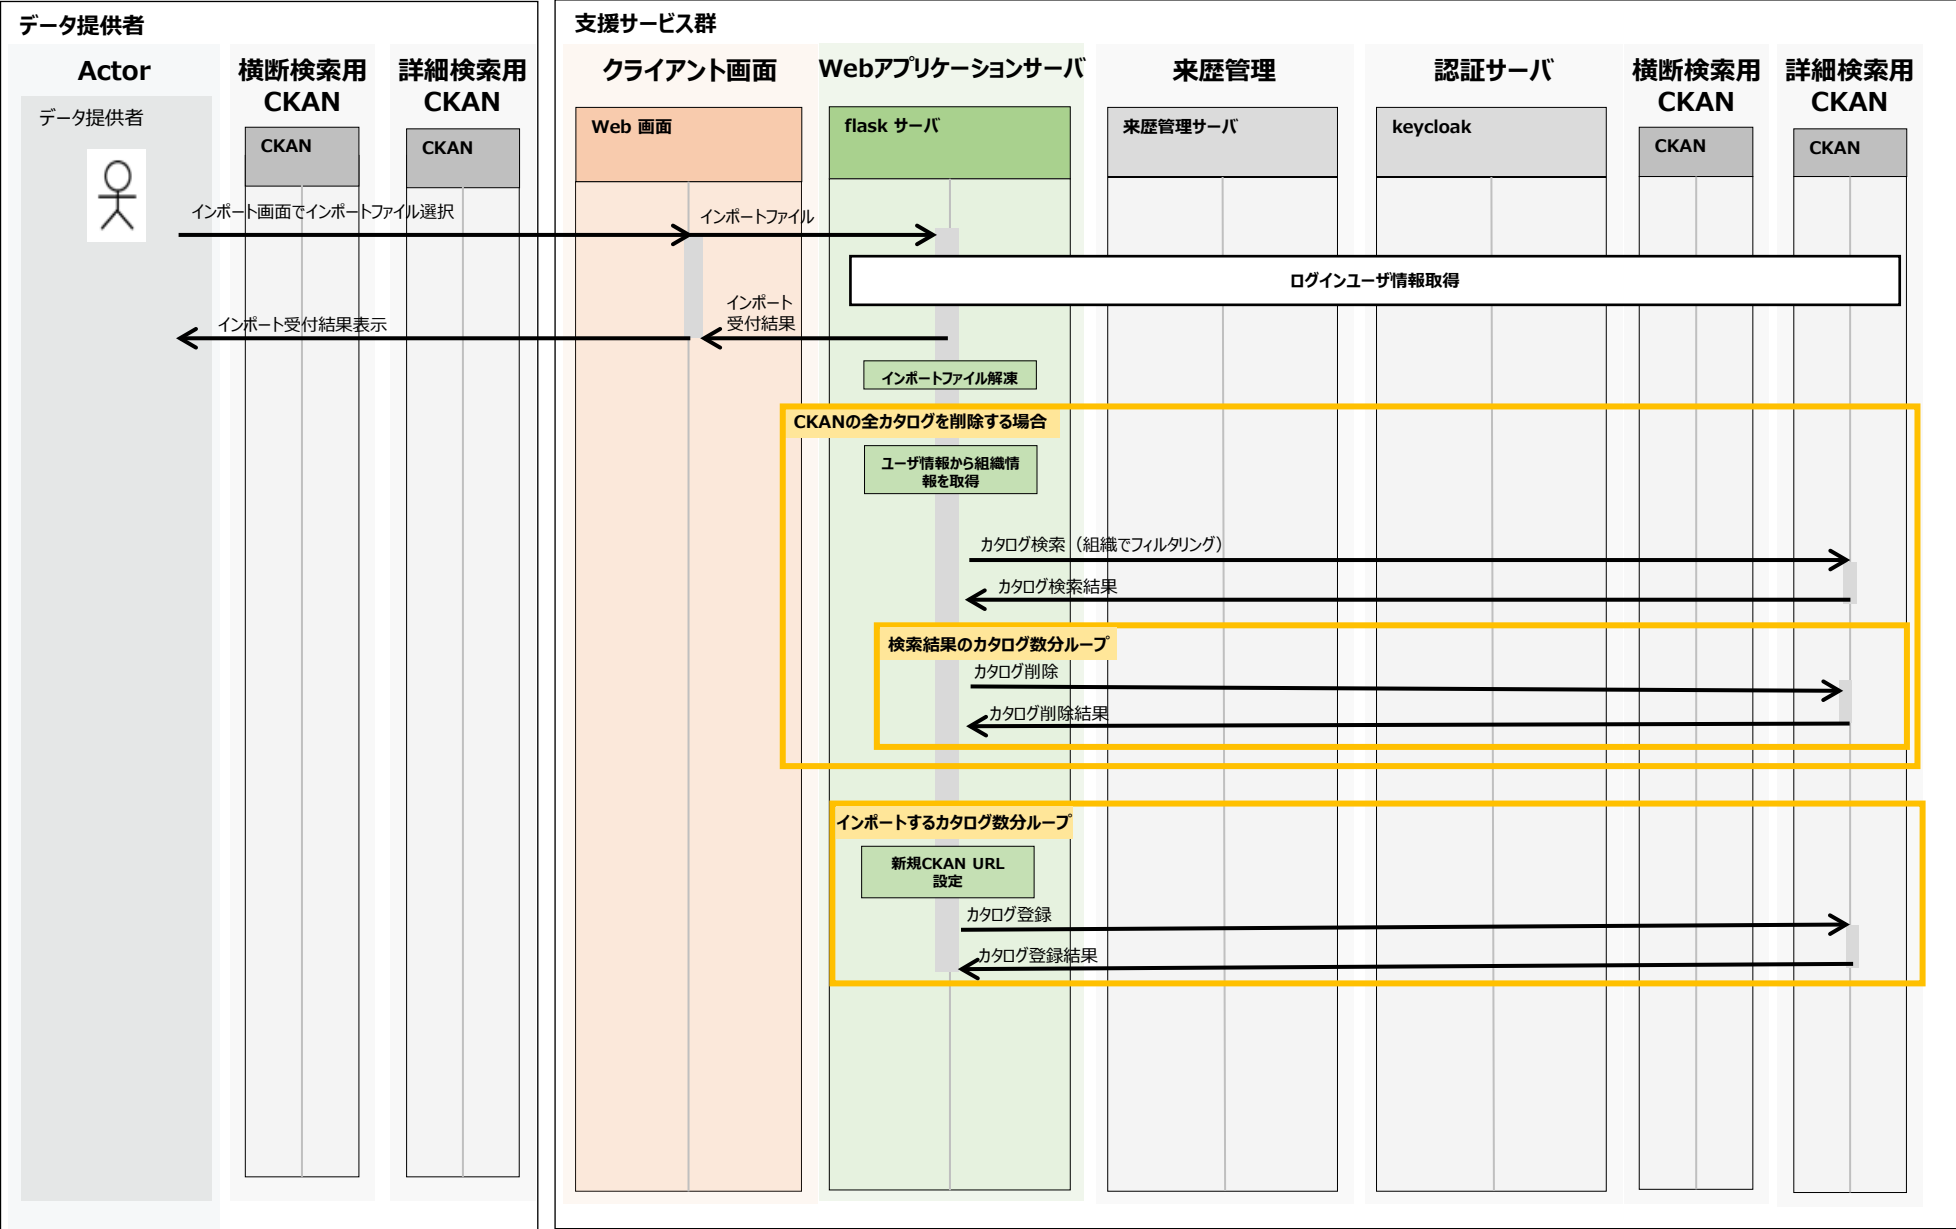 データ提供者
支援サービス群
Actor
横断検索用
CKAN
詳細検索用
CKAN
クライアント画面
Webアプリケーションサーバ
来歴管理
認証サーバ
横断検索用
CKAN
詳細検索用
CKAN
データ提供者
CKAN
CKAN
Web 画面
flask サーバ
来歴管理サーバ
keycloak
CKAN
CKAN
インポート画面でインポートファイル選択
インポートファイル
ログインユーザ情報取得
インポート
受付結果
インポート受付結果表示
インポートファイル解凍
CKANの全カタログを削除する場合
ユーザ情報から組織情
報を取得
カタログ検索（組織でフィルタリング）
カタログ検索結果
検索結果のカタログ数分ループ
カタログ削除
カタログ削除結果
インポートするカタログ数分ループ
新規CKAN URL
設定
カタログ登録
カタログ登録結果